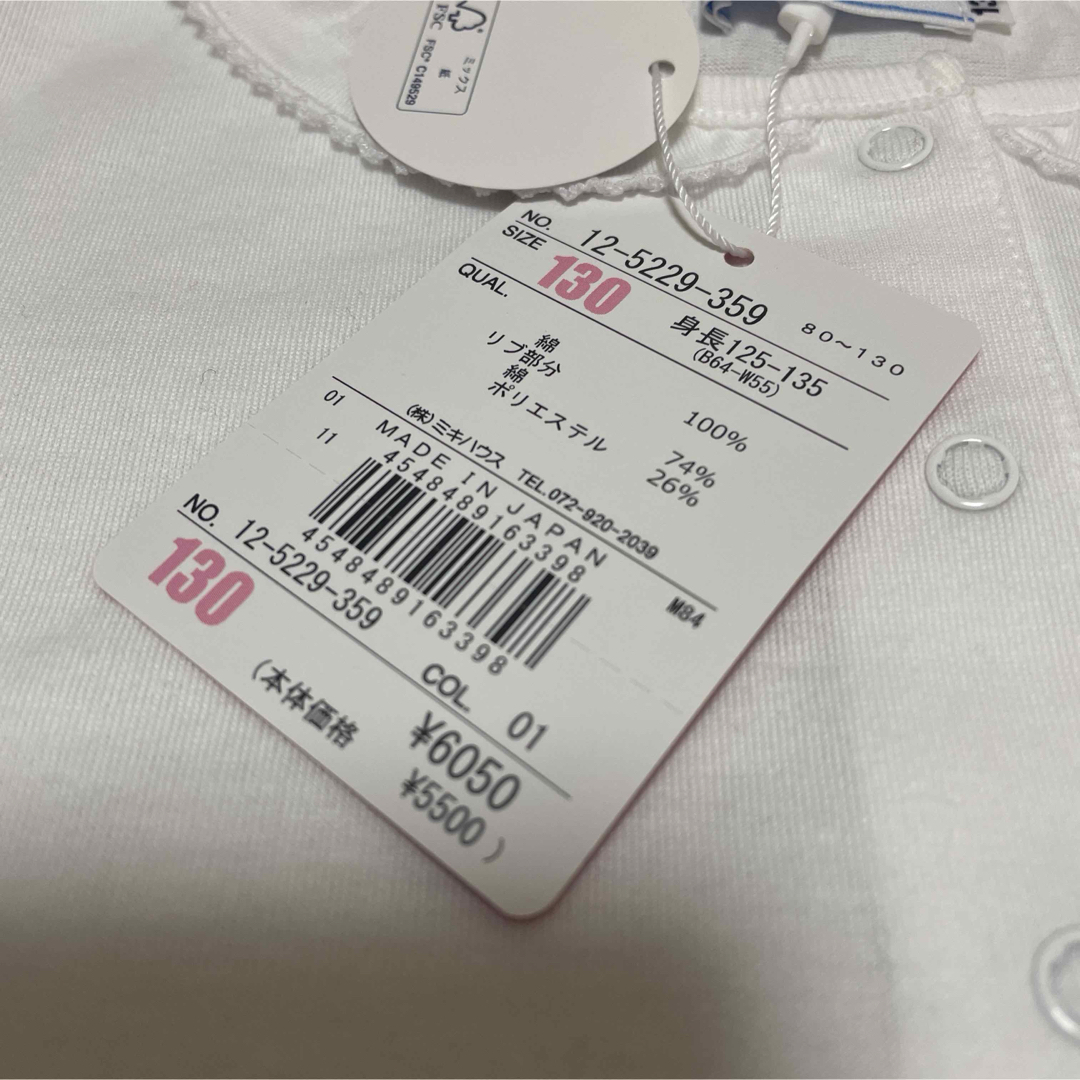 FSC
ミックス
紙
FSC® C149529
NO. 12-5229-359 80~130
SIZE 130 身長125-135
(B64-W55)
QUAL.
綿 100%
リブ部分
綿 74%
ポリエステル 26%
(株)ミキハウス TEL.072-920-2039
01 MADE IN JAPAN M84
11 4548489163398
4548489163398
NO. 12-5229-359 COL. 01
130
¥6050
(本体価格 ¥5500)